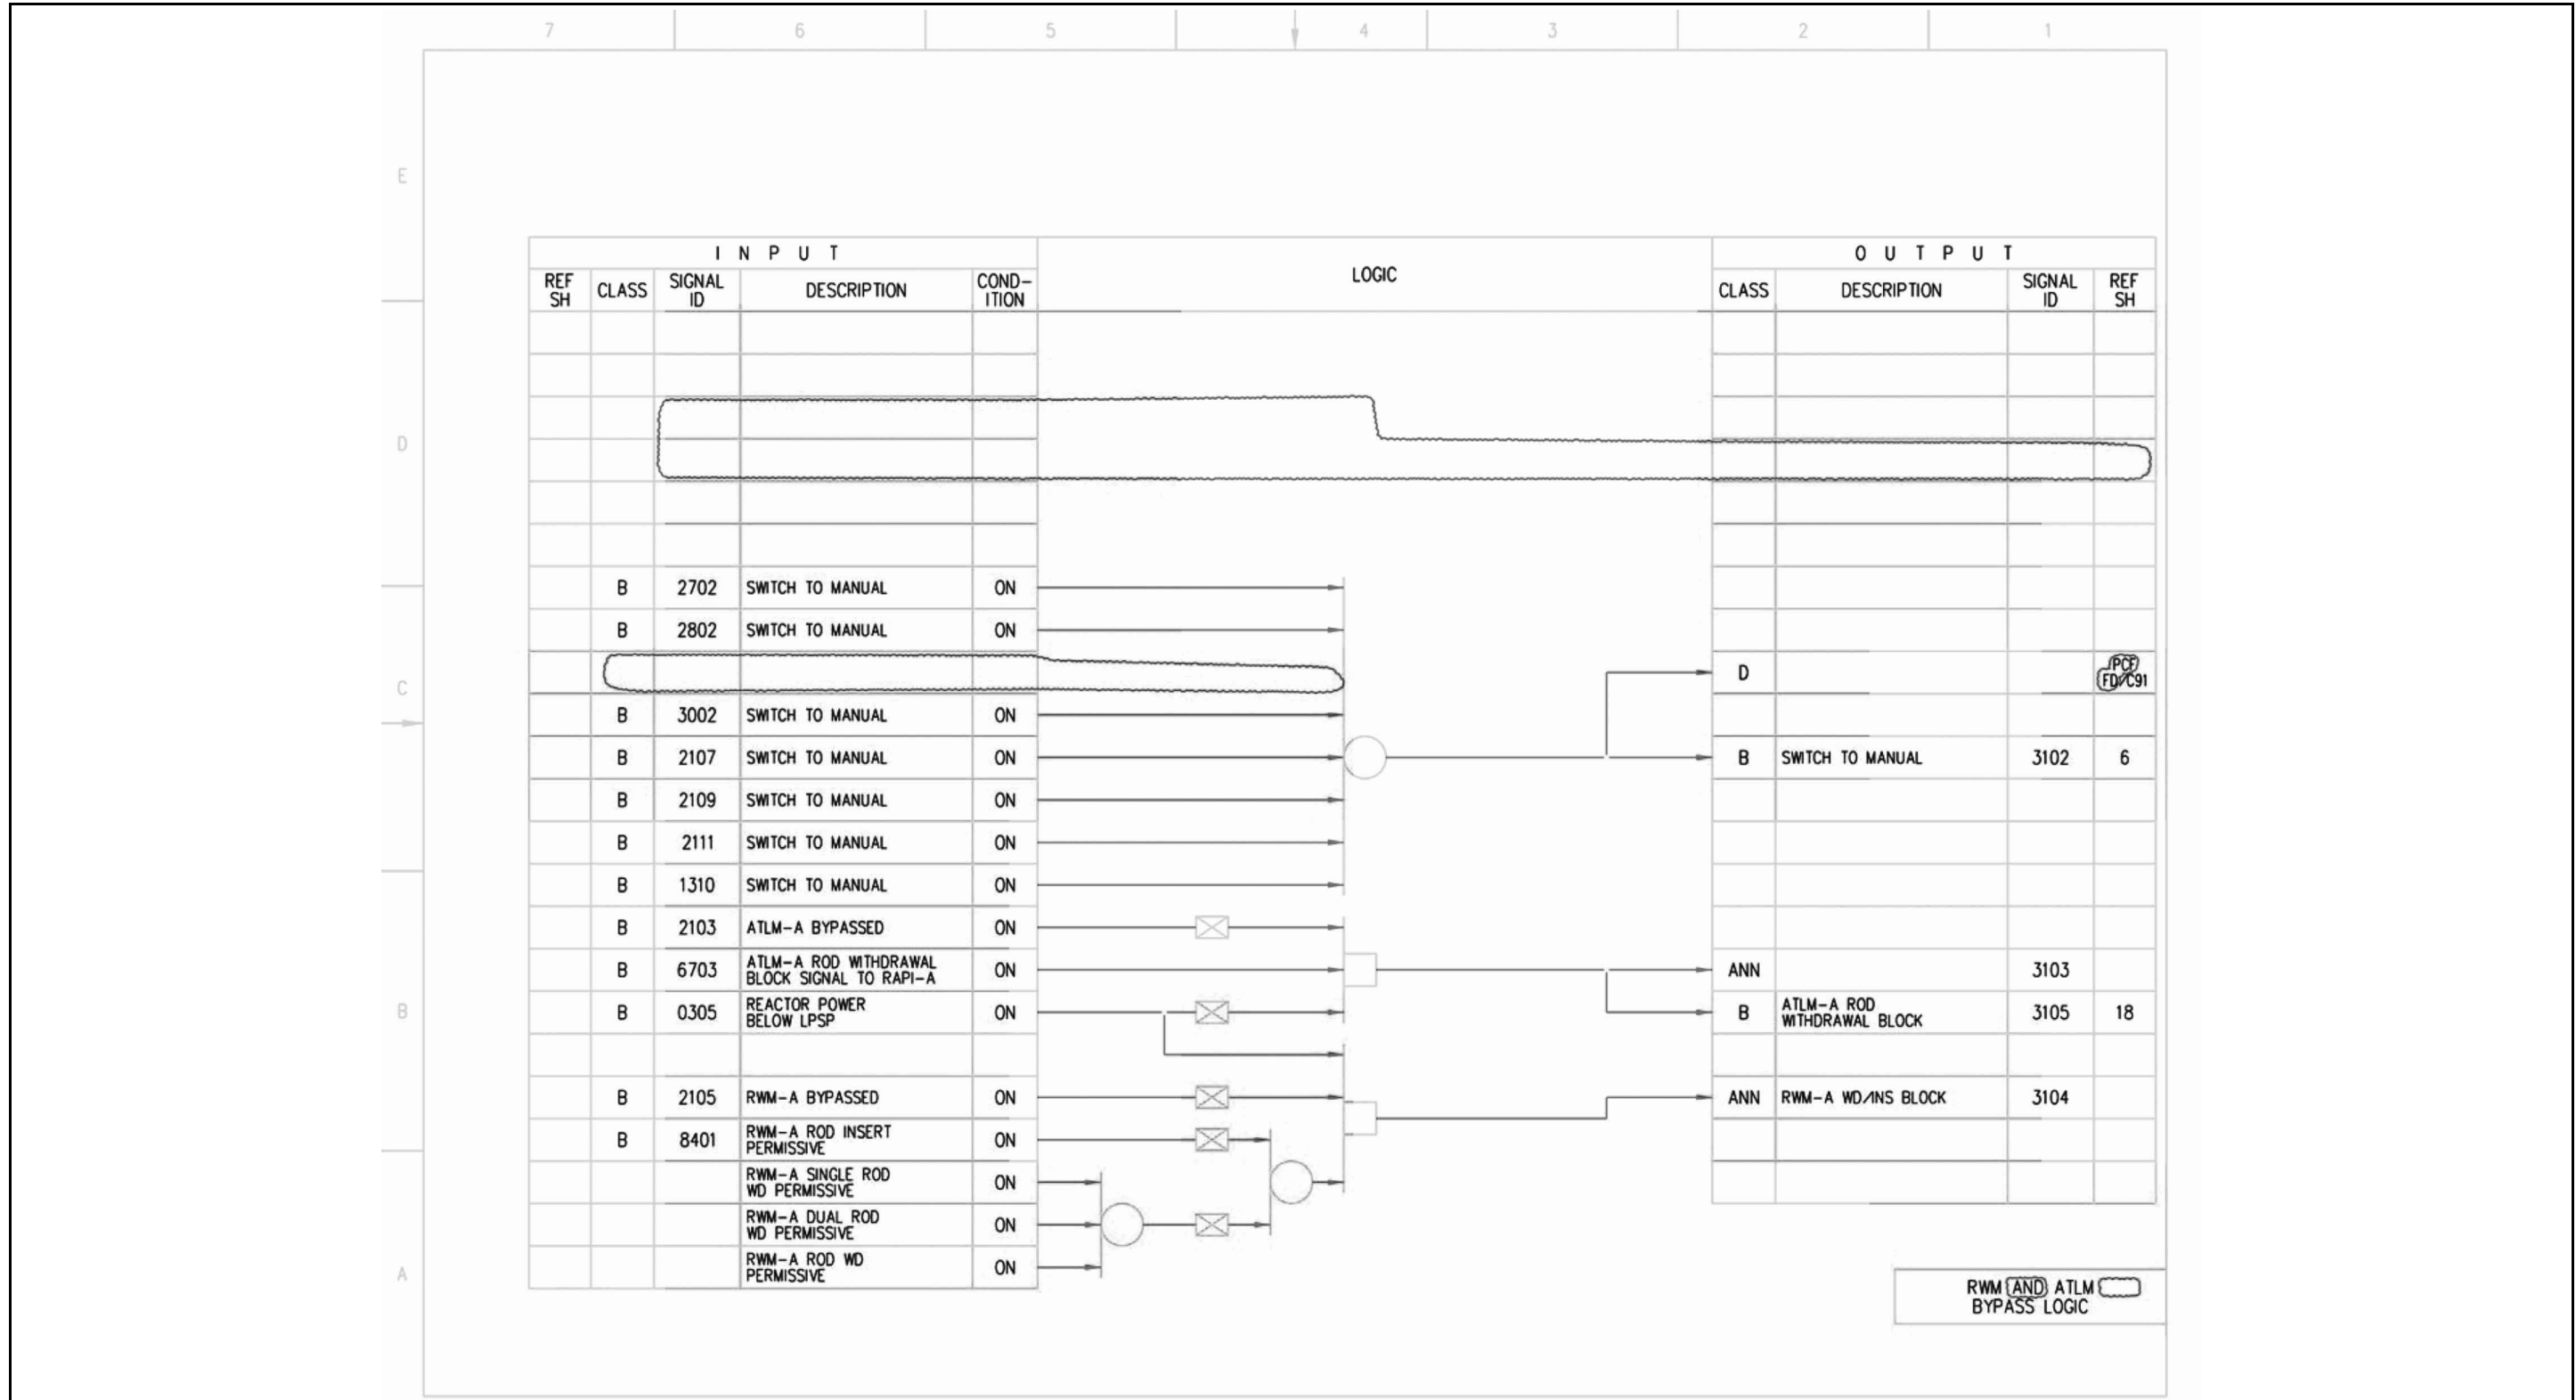 7 6 5 4 3 2 1
E
D
C
B
A
I N P U T
LOGIC
O U T P U T
REF SH CLASS SIGNAL ID DESCRIPTION COND-ITION
CLASS DESCRIPTION SIGNAL ID REF SH
B 2702 SWITCH TO MANUAL ON
B 2802 SWITCH TO MANUAL ON
D PCF FD/C91
B 3002 SWITCH TO MANUAL ON
B 2107 SWITCH TO MANUAL ON
B SWITCH TO MANUAL 3102 6
B 2109 SWITCH TO MANUAL ON
B 2111 SWITCH TO MANUAL ON
B 1310 SWITCH TO MANUAL ON
B 2103 ATLM-A BYPASSED ON
B 6703 ATLM-A ROD WITHDRAWAL BLOCK SIGNAL TO RAPI-A ON
ANN 3103
B 0305 REACTOR POWER BELOW LPSP ON
B ATLM-A ROD WITHDRAWAL BLOCK 3105 18
B 2105 RWM-A BYPASSED ON
ANN RWM-A WD/INS BLOCK 3104
B 8401 RWM-A ROD INSERT PERMISSIVE ON
RWM-A SINGLE ROD WD PERMISSIVE ON
RWM-A DUAL ROD WD PERMISSIVE ON
RWM-A ROD WD PERMISSIVE ON
RWM AND ATLM
BYPASS LOGIC